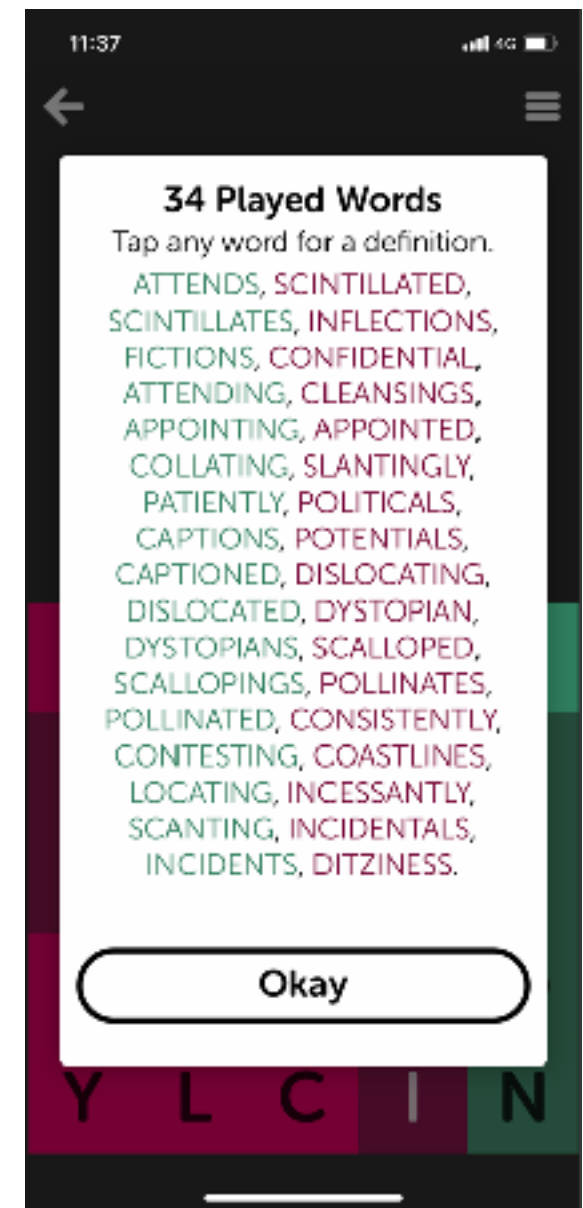 11:37
4G
34 Played Words
Tap any word for a definition.
ATTENDS, SCINTILLATED,
SCINTILLATES, INFLECTIONS,
FICTIONS, CONFIDENTIAL,
ATTENDING, CLEANSINGS,
APPOINTING, APPOINTED,
COLLATING, SLANTINGLY,
PATIENTLY, POLITICALS,
CAPTIONS, POTENTIALS,
CAPTIONED, DISLOCATING,
DISLOCATED, DYSTOPIAN,
DYSTOPIANS, SCALLOPED,
SCALLOPINGS, POLLINATES,
POLLINATED, CONSISTENTLY,
CONTESTING, COASTLINES,
LOCATING, INCESSANTLY,
SCANTING, INCIDENTALS,
INCIDENTS, DITZINESS.
Okay
Y L C I N